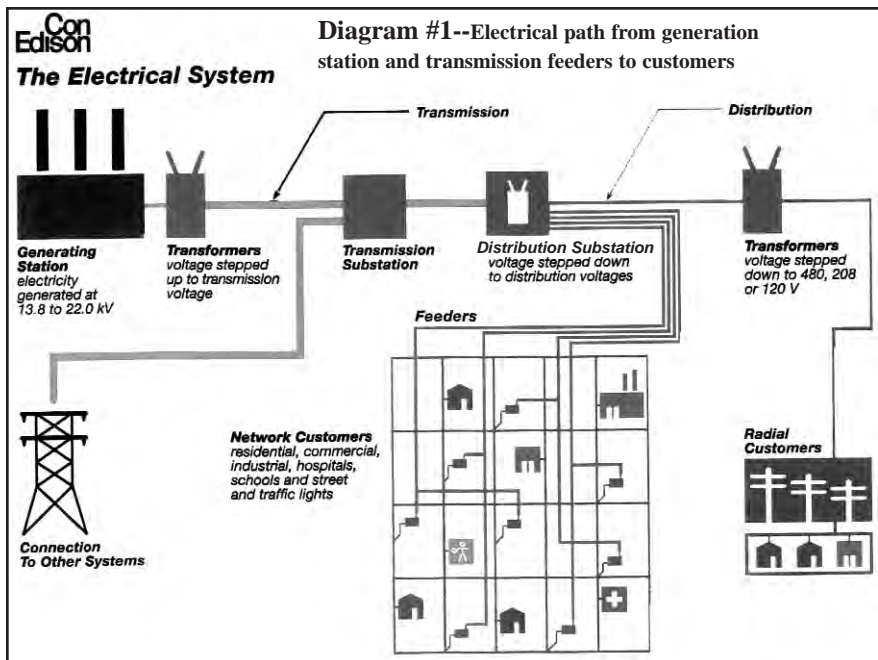 Con
Edison
Diagram #1--Electrical path from generation
station and transmission feeders to customers
The Electrical System
Transmission
Distribution
Generating
Station
electricity
generated at
13.8 to 22.0 kV
Transformers
voltage stepped
up to transmission
voltage
Transmission
Substation
Distribution Substation
voltage stepped down
to distribution voltages
Transformers
voltage stepped
down to 480, 208
or 120 V
Feeders
Network Customers
residential, commercial,
industrial, hospitals,
schools and street
and traffic lights
Radial
Customers
Connection
To Other Systems